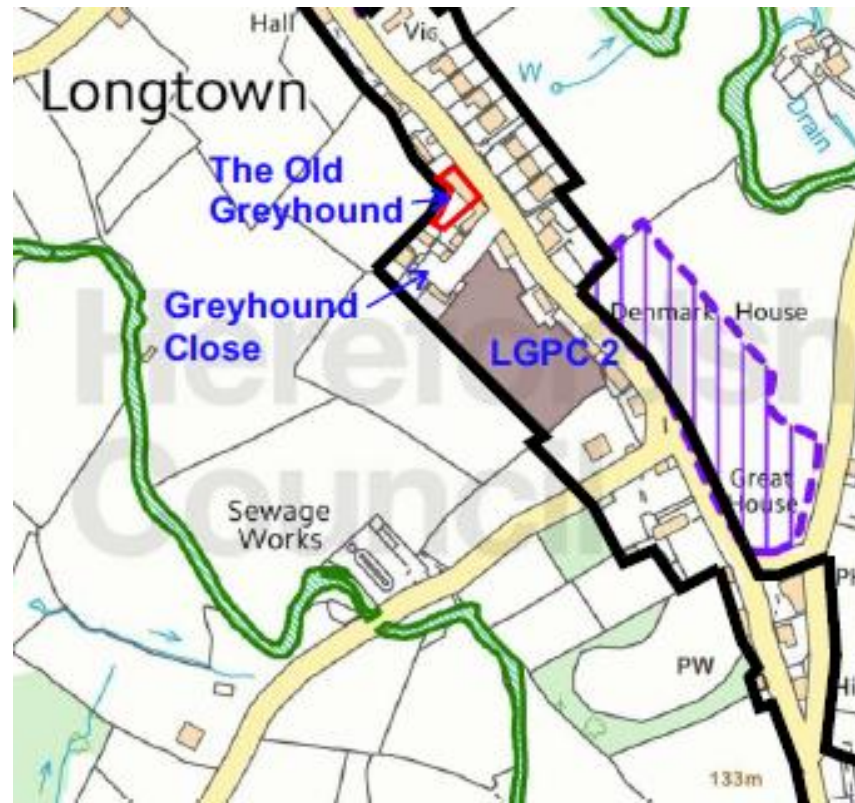 Hall
Vic
W
Longtown
Drain
The Old
Greyhound
Greyhound
Close
Denmark House
LGPC 2
Herefordsh
Council
Great
House
Sewage
Works
PW
133m